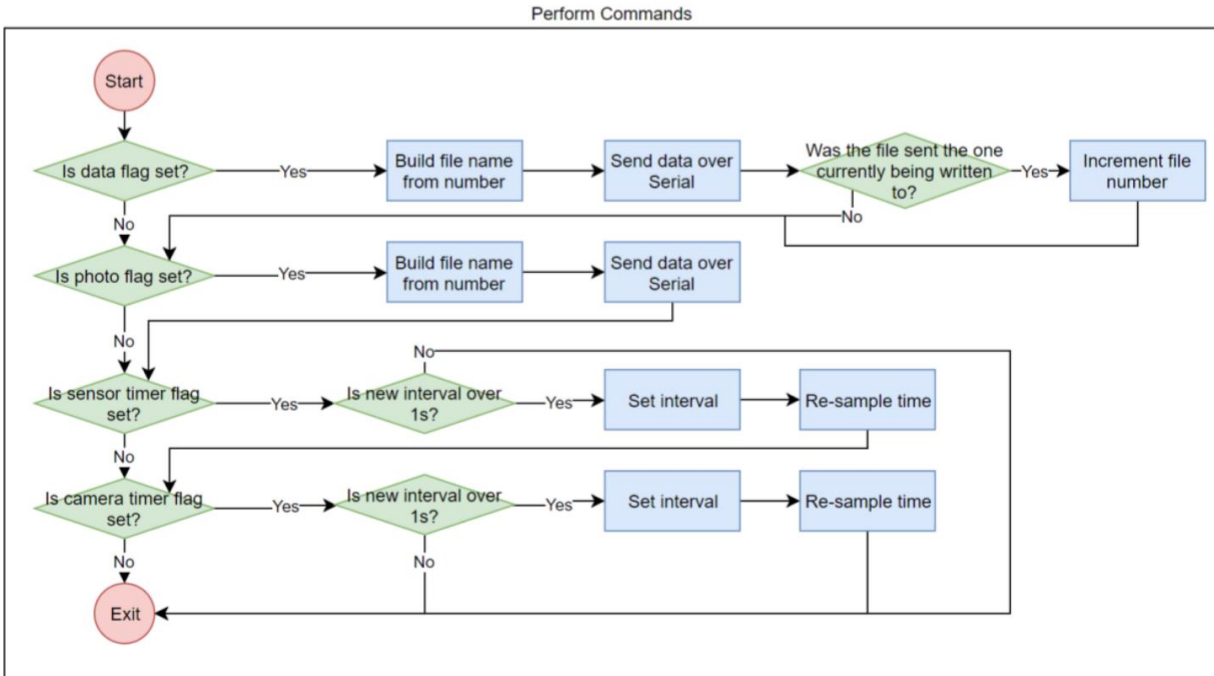 Perform Commands
Start
Is data flag set?
Yes
Build file name
from number
Send data over
Serial
Was the file sent the one
currently being written
to?
Yes
Increment file
number
No
No
Is photo flag set?
Yes
Build file name
from number
Send data over
Serial
No
No
Is sensor timer flag
set?
Yes
Is new interval over
1s?
Yes
Set interval
Re-sample time
No
Is camera timer flag
set?
Yes
Is new interval over
1s?
Yes
Set interval
Re-sample time
No
No
Exit